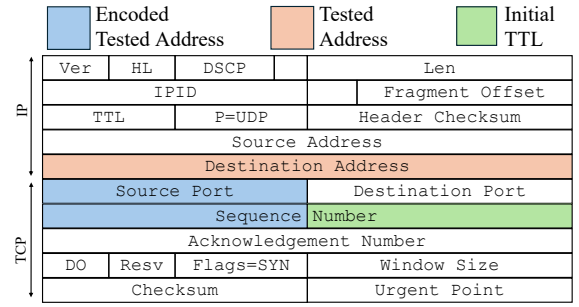 Encoded Tested Address
Tested Address
Initial TTL
IP
Ver HL DSCP Len
IPID Fragment Offset
TTL P=UDP Header Checksum
Source Address
Destination Address
TCP
Source Port Destination Port
Sequence Number
Acknowledgement Number
DO Resv Flags=SYN Window Size
Checksum Urgent Point